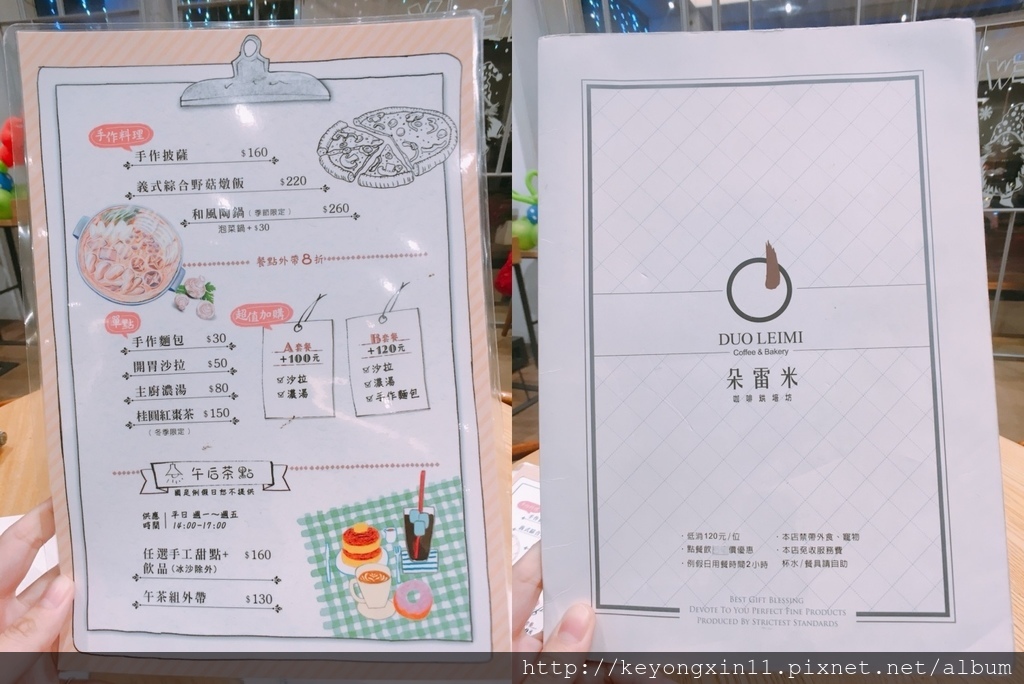 手作料理
手作披薩 $160
義式綜合野菇燉飯 $220
和風陶鍋（季節限定） $260
泡菜鍋+$30
餐點外帶8折
單點
手作麵包 $30
開胃沙拉 $50
主廚濃湯 $80
桂圓紅棗茶 $150
（冬季限定）
超值加購
A套餐
+100元
沙拉
濃湯
B套餐
+120元
沙拉
濃湯
手作麵包
午后茶點
國定例假日恕不提供
供應時間 平日 週一～週五
14:00-17:00
任選手工甜點+ $160
飲品(冰沙除外)
午茶組外帶 $130
DUO LEIMI
Coffee & Bakery
朵雷米
咖啡烘焙坊
·低消120元/位
·點餐飲 價優惠
·例假日用餐時間2小時
·本店禁帶外食、寵物
·本店免收服務費
杯水/餐具請自助
BEST GIFT BLESSING
DEVOTE TO YOU PERFECT FINE PRODUCTS
PRODUCED BY STRICTEST STANDARDS
http://keyongxin11.pixnet.net/album